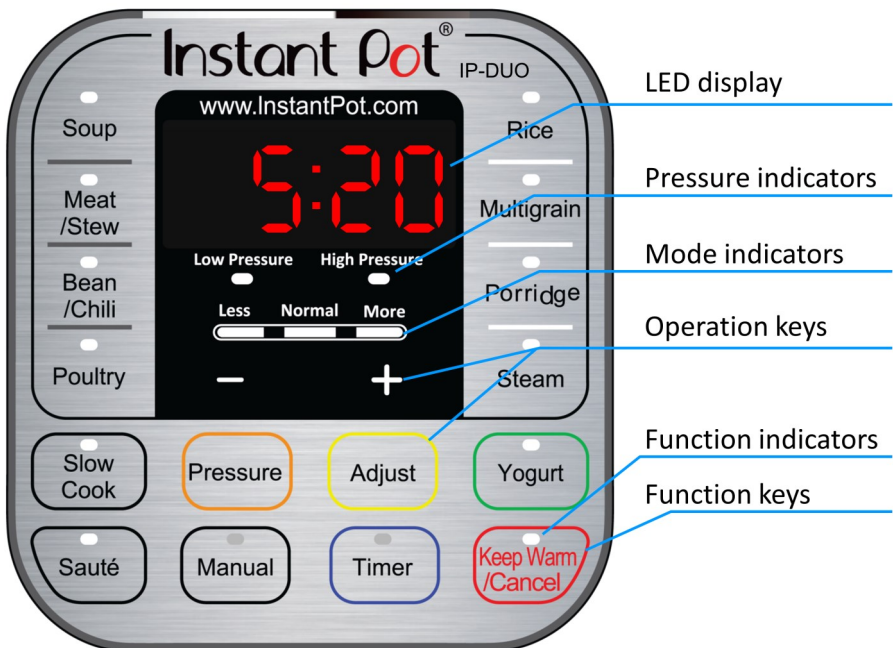 Instant Pot®
IP-DUO
www.InstantPot.com
5:20
Low Pressure
High Pressure
Less
Normal
More
−
+
Soup
Meat
/Stew
Bean
/Chili
Poultry
Rice
Multigrain
Porridge
Steam
Slow
Cook
Pressure
Adjust
Yogurt
Sauté
Manual
Timer
Keep Warm
/Cancel
LED display
Pressure indicators
Mode indicators
Operation keys
Function indicators
Function keys